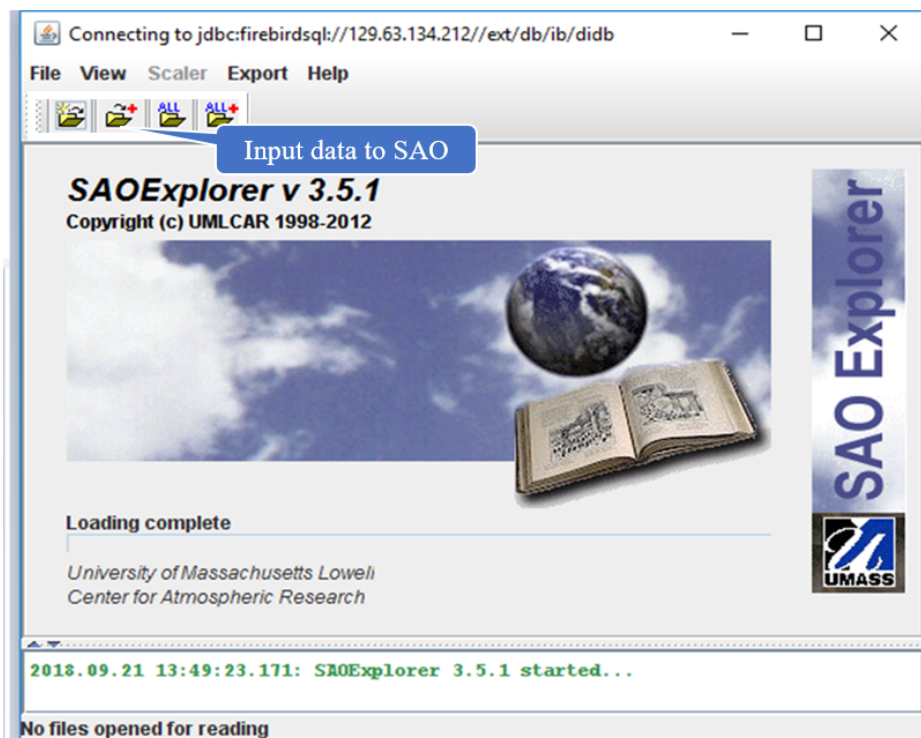 Connecting to jdbc:firebirdsql://129.63.134.212//ext/db/ib/didb
File View Scaler Export Help
ALL ALL
Input data to SAO
SAOExplorer v 3.5.1
Copyright (c) UMLCAR 1998-2012
SAO Explorer
Loading complete
University of Massachusetts Lowell
Center for Atmospheric Research
UMASS
2018.09.21 13:49:23.171: SAOExplorer 3.5.1 started...
No files opened for reading